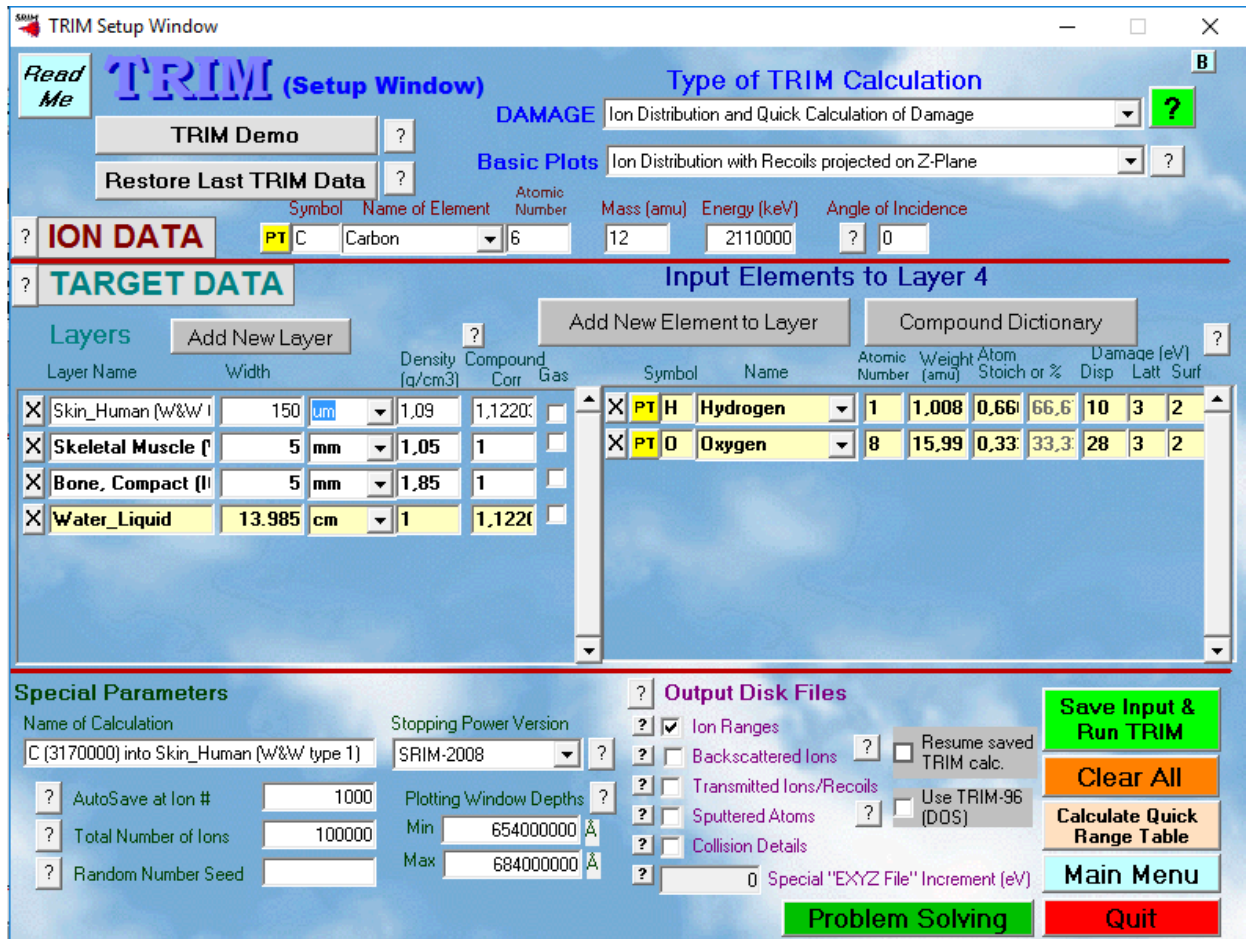 SRIM TRIM Setup Window
B
Read Me
TRIM (Setup Window)
Type of TRIM Calculation
DAMAGE Ion Distribution and Quick Calculation of Damage ?
TRIM Demo ?
Basic Plots Ion Distribution with Recoils projected on Z-Plane ?
Restore Last TRIM Data ?
Symbol Name of Element Atomic Number Mass (amu) Energy (keV) Angle of Incidence
? ION DATA PT C Carbon 6 12 2110000 ? 0
? TARGET DATA
Input Elements to Layer 4
Layers Add New Layer ?
Add New Element to Layer Compound Dictionary ?
Layer Name Width Density (g/cm3) Compound Corr Gas
Symbol Name Atomic Number Weight (amu) Atom Stoich or % Damage (eV) Disp Latt Surf
X Skin_Human (W&W 150 um 1,09 1,1220
X Skeletal Muscle ( 5 mm 1,05 1
X Bone, Compact (I 5 mm 1,85 1
X Water_Liquid 13.985 cm 1 1,122
X PT H Hydrogen 1 1,008 0,66 66,6 10 3 2
X PT O Oxygen 8 15,99 0,33 33,3 28 3 2
Special Parameters
Name of Calculation
C (3170000) into Skin_Human (W&W type 1)
Stopping Power Version
SRIM-2008 ?
? AutoSave at Ion # 1000
? Total Number of Ions 100000
? Random Number Seed
Plotting Window Depths ?
Min 654000000 Å
Max 684000000 Å
? Output Disk Files
? Ion Ranges
? Backscattered Ions
? Transmitted Ions/Recoils
? Sputtered Atoms
? Collision Details
? 0 Special "EXYZ File" Increment (eV)
? Resume saved TRIM calc.
? Use TRIM-96 (DOS)
Problem Solving
Save Input & Run TRIM
Clear All
Calculate Quick Range Table
Main Menu
Quit